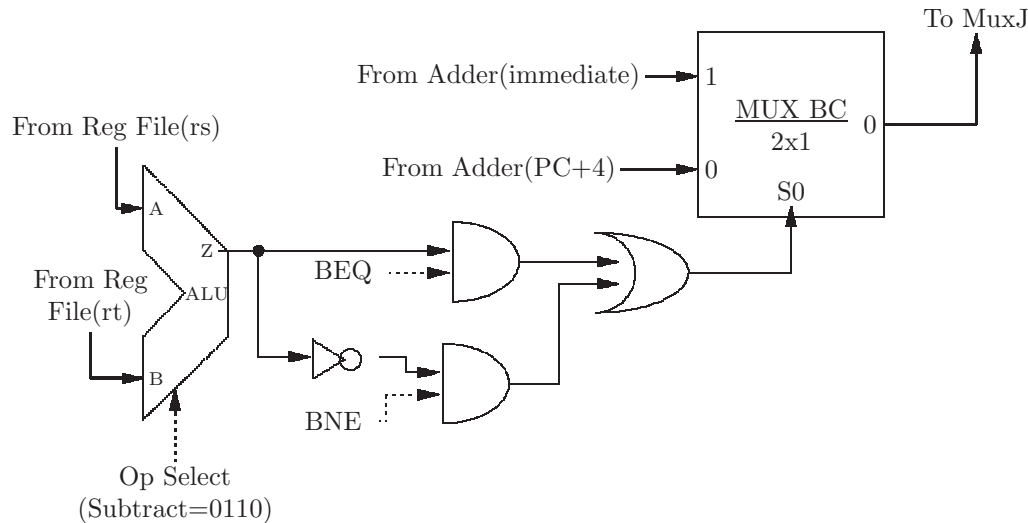 To MuxJ
From Adder(immediate)
1
MUX BC
0
2x1
From Reg File(rs)
From Adder(PC+4)
0
S0
A
Z
BEQ
From Reg
File(rt)
ALU
B
BNE
Op Select
(Subtract=0110)